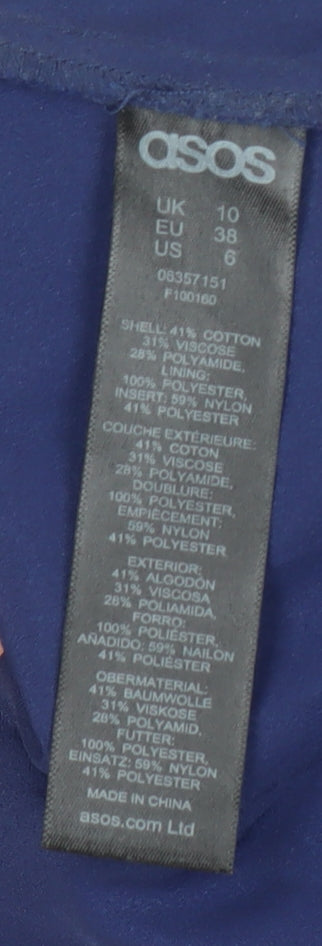 asos
UK 10
EU 38
US 6
06357151
F100160
SHELL: 41% COTTON
31% VISCOSE
28% POLYAMIDE,
LINING:
100% POLYESTER,
INSERT: 59% NYLON
41% POLYESTER
COUCHE EXTÉRIEURE:
41% COTON
31% VISCOSE
28% POLYAMIDE,
DOUBLURE:
100% POLYESTER,
EMPIÈCEMENT:
59% NYLON
41% POLYESTER
EXTERIOR:
41% ALGODÓN
31% VISCOSA
28% POLIAMIDA,
FORRO:
100% POLIÉSTER,
AÑADIDO: 59% NAILON
41% POLIÉSTER
OBERMATERIAL:
41% BAUMWOLLE
31% VISKOSE
28% POLYAMID,
FUTTER:
100% POLYESTER,
EINSATZ: 59% NYLON
41% POLYESTER
MADE IN CHINA
asos.com Ltd